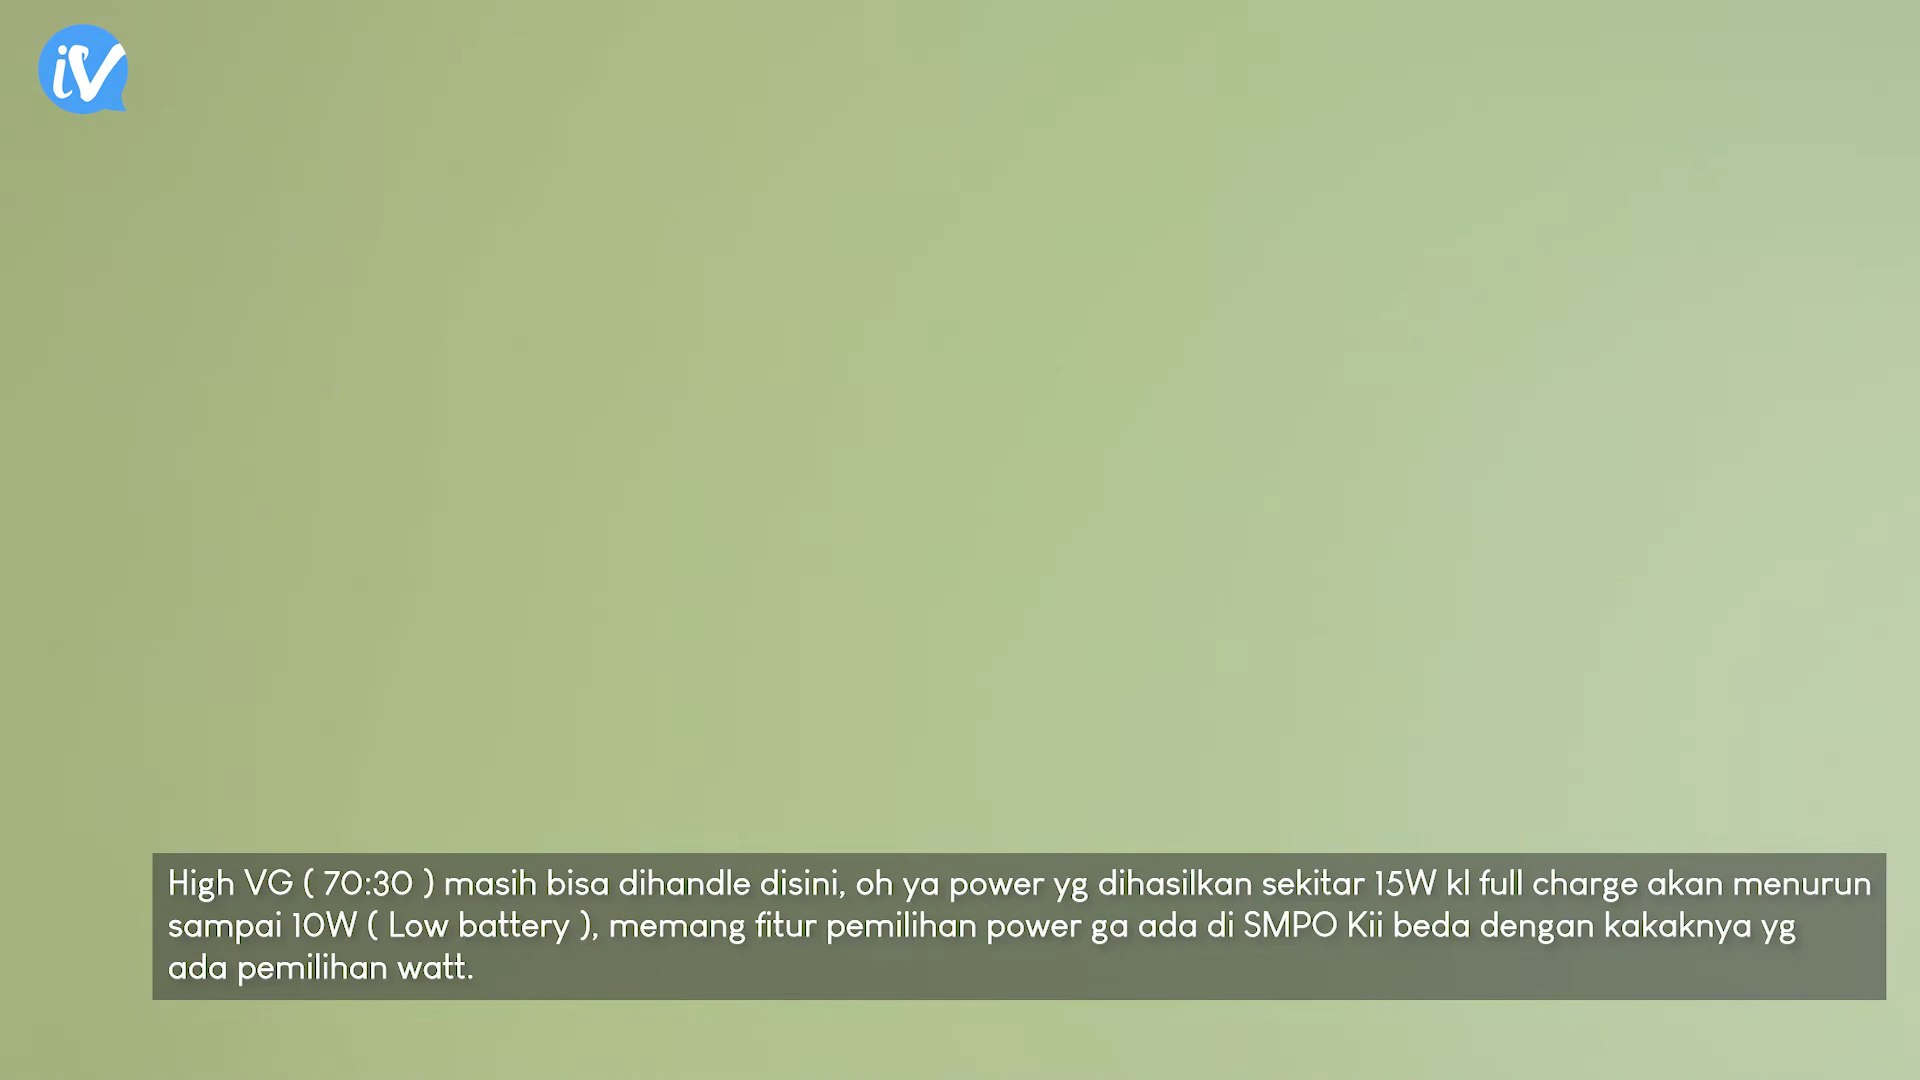 iV
High VG ( 70:30 ) masih bisa dihandle disini, oh ya power yg dihasilkan sekitar 15W kl full charge akan menurun
sampai 10W ( Low battery ), memang fitur pemilihan power ga ada di SMPO Kii beda dengan kakaknya yg
ada pemilihan watt.